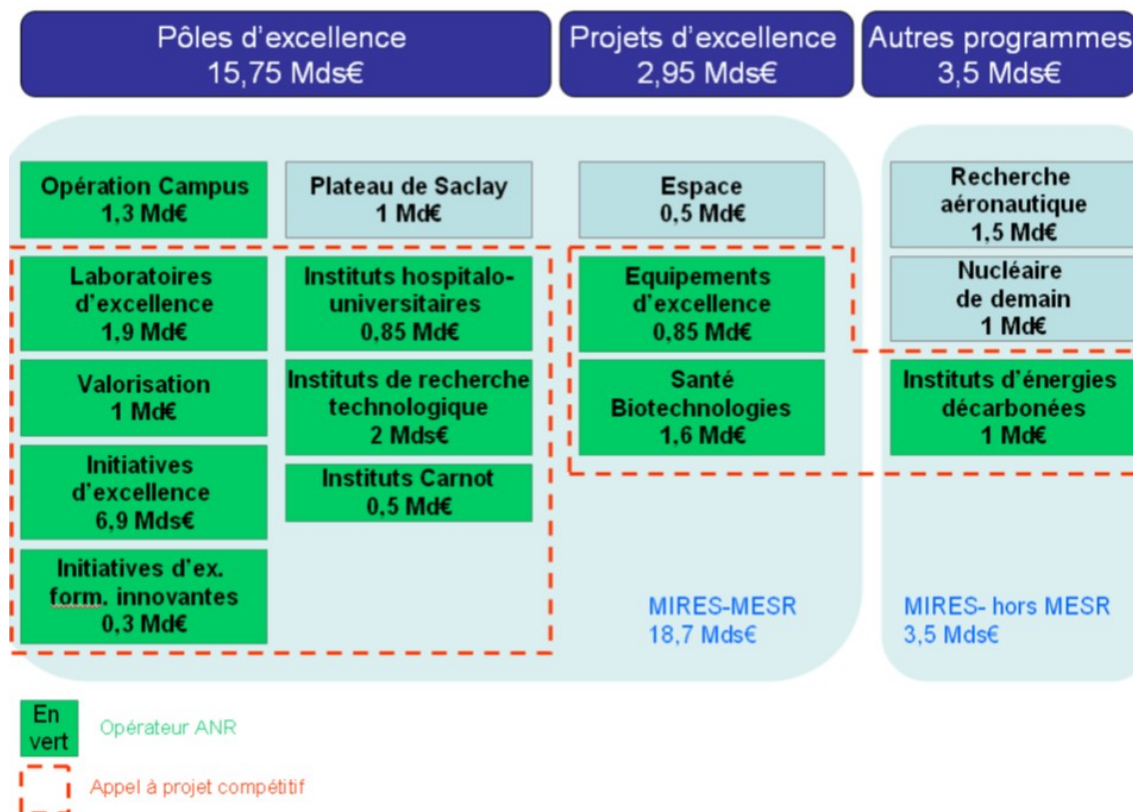 Pôles d'excellence
15,75 Mds€
Projets d'excellence
2,95 Mds€
Autres programmes
3,5 Mds€
Opération Campus
1,3 Md€
Plateau de Saclay
1 Md€
Espace
0,5 Md€
Recherche
aéronautique
1,5 Md€
Laboratoires
d'excellence
1,9 Md€
Instituts hospitalo-
universitaires
0,85 Md€
Equipements
d'excellence
0,85 Md€
Nucléaire
de demain
1 Md€
Valorisation
1 Md€
Instituts de recherche
technologique
2 Mds€
Santé
Biotechnologies
1,6 Md€
Instituts d'énergies
décarbonées
1 Md€
Initiatives
d'excellence
6,9 Mds€
Instituts Carnot
0,5 Md€
Initiatives d'ex.
form. innovantes
0,3 Md€
MIRES-MESR
18,7 Mds€
MIRES- hors MESR
3,5 Mds€
En
vert
Opérateur ANR
Appel à projet compétitif